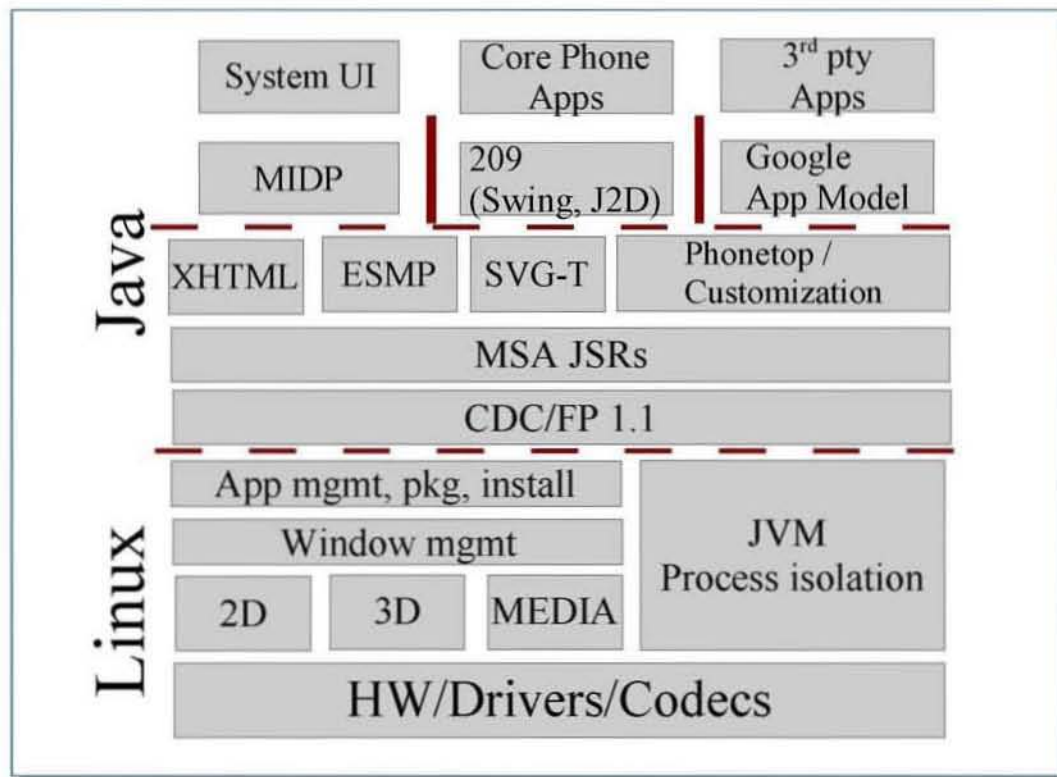 System UI
Core Phone
Apps
3rd pty
Apps
MIDP
209
(Swing, J2D)
Google
App Model
Java
XHTML
ESMP
SVG-T
Phonetop /
Customization
MSA JSRs
CDC/FP 1.1
Linux
App mgmt, pkg, install
Window mgmt
JVM
Process isolation
2D
3D
MEDIA
HW/Drivers/Codecs